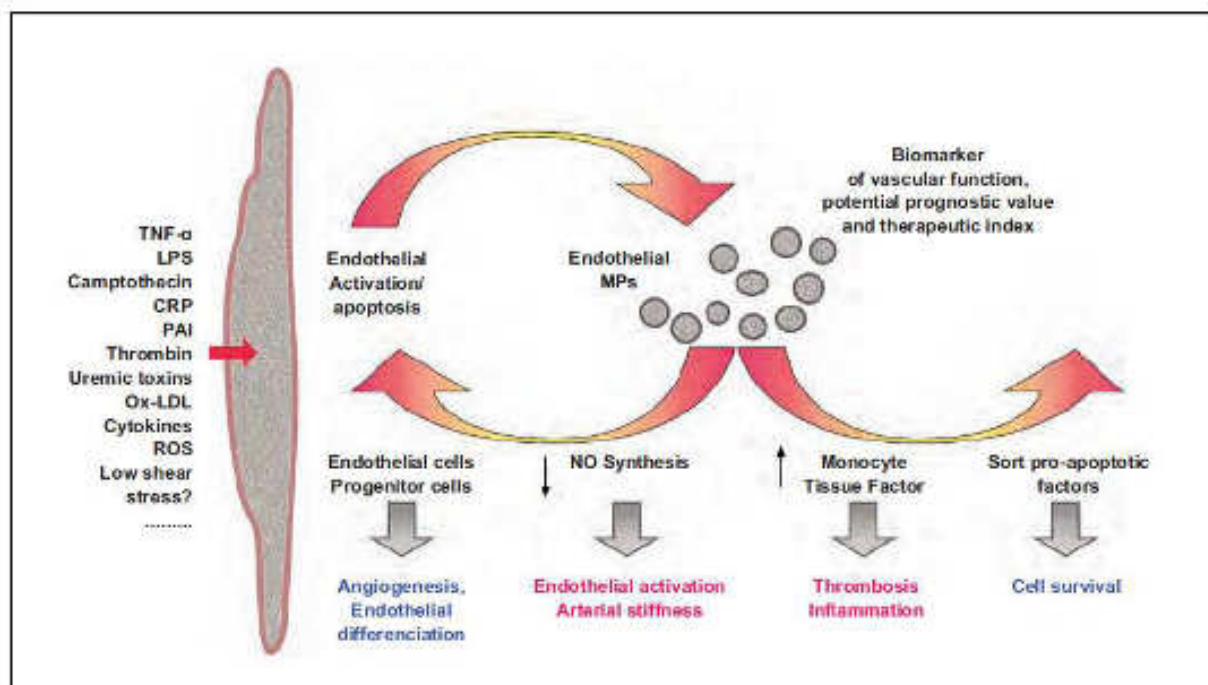 TNF-α
LPS
Camptothecin
CRP
PAI
Thrombin
Uremic toxins
Ox-LDL
Cytokines
ROS
Low shear
stress?
..........
Endothelial
Activation/
apoptosis
Endothelial
MPs
Biomarker
of vascular function,
potential prognostic value
and therapeutic index
Endothelial cells
Progenitor cells
NO Synthesis
Monocyte
Tissue Factor
Sort pro-apoptotic
factors
Angiogenesis,
Endothelial
differenciation
Endothelial activation
Arterial stiffness
Thrombosis
Inflammation
Cell survival